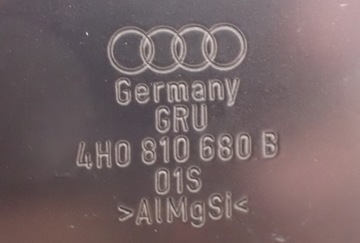 Germany
GRU
4H0 810 680 B
01S
>AlMgSi<